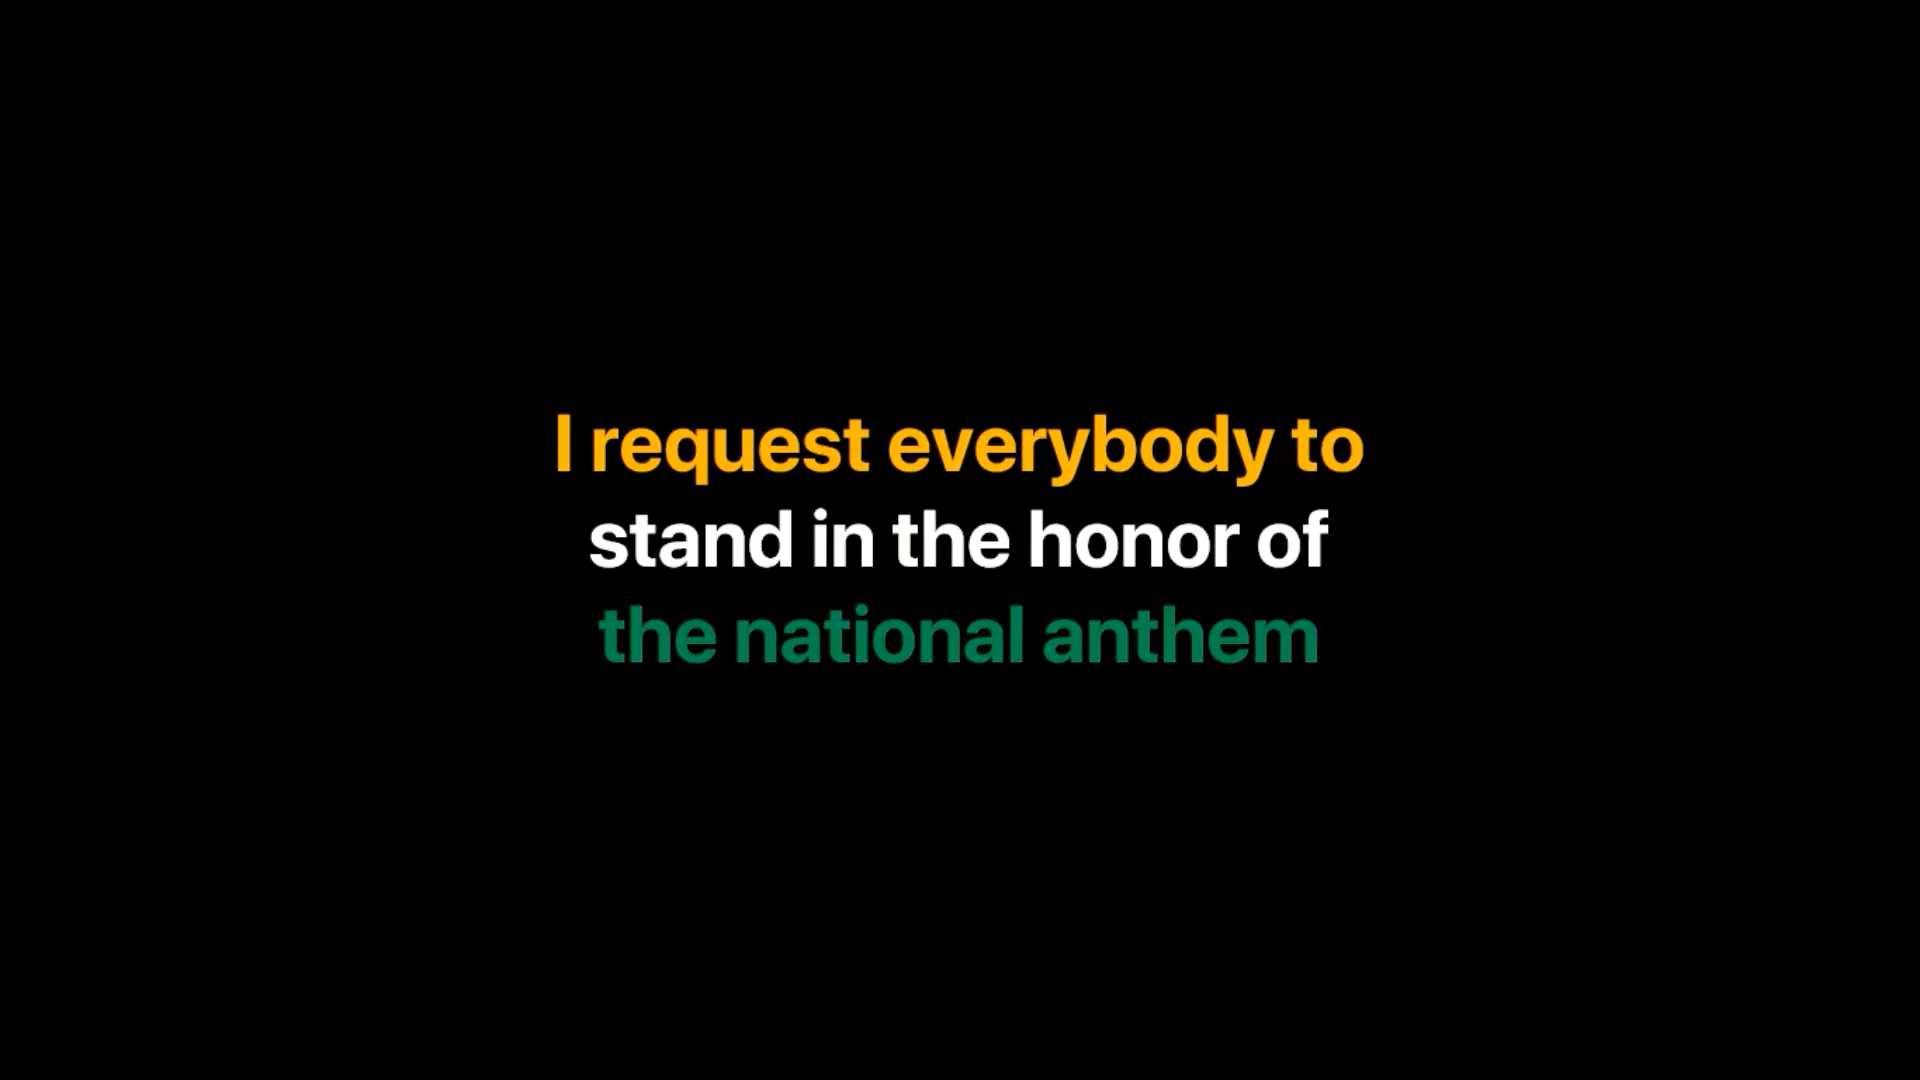 I request everybody to
stand in the honor of
the national anthem